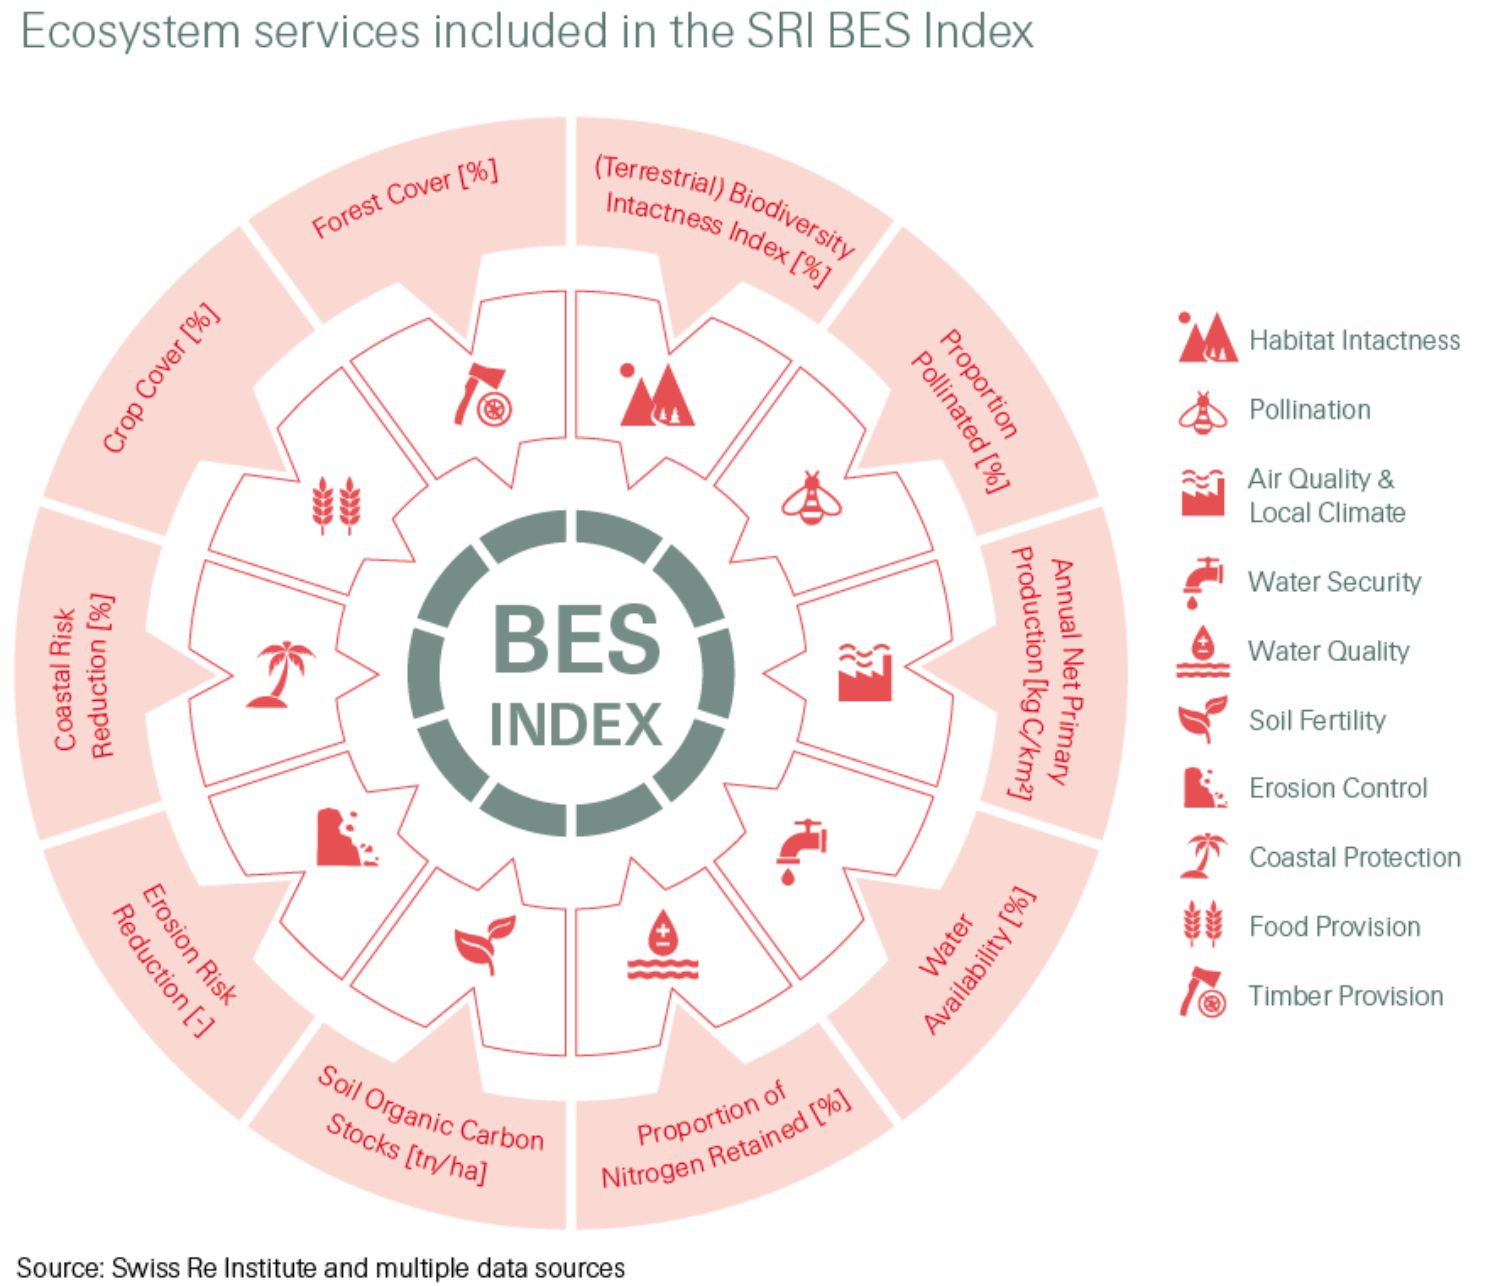 Ecosystem services included in the SRI BES Index
Forest Cover [%]
(Terrestrial) Biodiversity
Intactness Index [%]
Proportion
Pollinated [%]
Annual Net Primary
Production [kg C/km²]
Water
Availability [%]
Proportion of
Nitrogen Retained [%]
Soil Organic Carbon
Stocks [tn/ha]
Erosion Risk
Reduction [-]
Coastal Risk
Reduction [%]
Crop Cover [%]
BES
INDEX
Habitat Intactness
Pollination
Air Quality &
Local Climate
Water Security
Water Quality
Soil Fertility
Erosion Control
Coastal Protection
Food Provision
Timber Provision
Source: Swiss Re Institute and multiple data sources